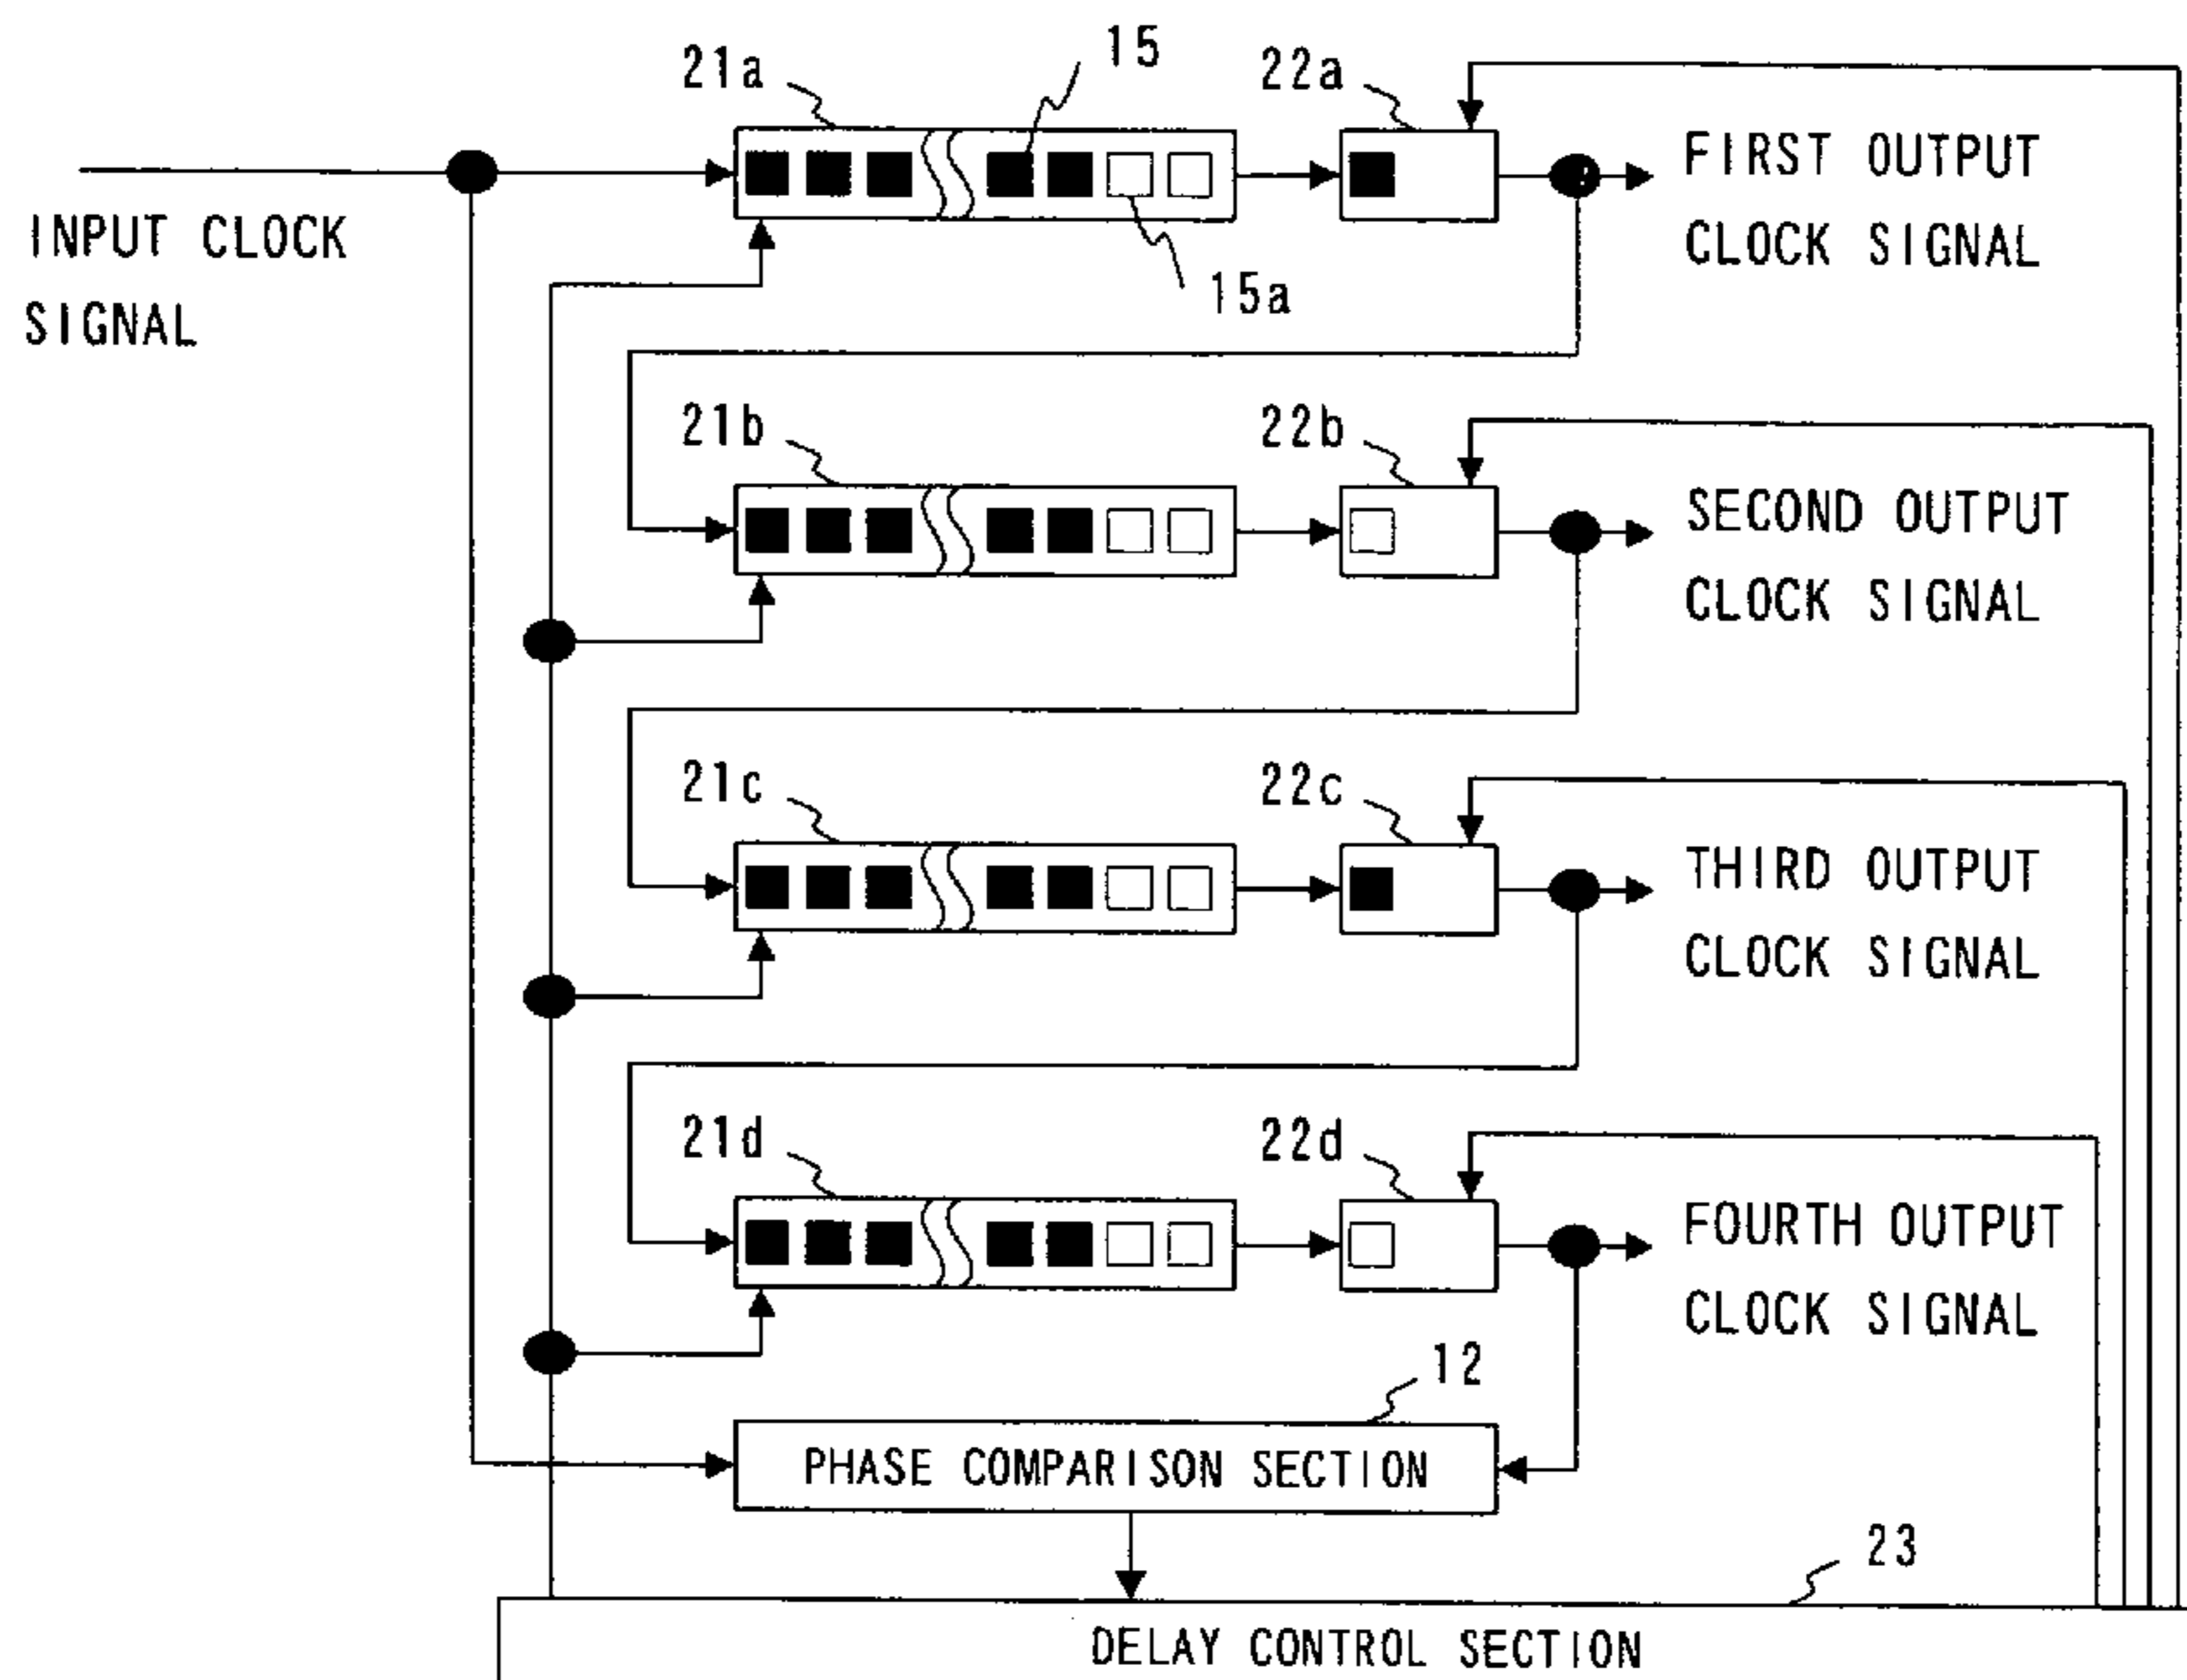 15
21a
22a
FIRST OUTPUT
CLOCK SIGNAL
INPUT CLOCK
SIGNAL
15a
21b
22b
SECOND OUTPUT
CLOCK SIGNAL
21c
22c
THIRD OUTPUT
CLOCK SIGNAL
21d
22d
FOURTH OUTPUT
CLOCK SIGNAL
12
PHASE COMPARISON SECTION
23
DELAY CONTROL SECTION